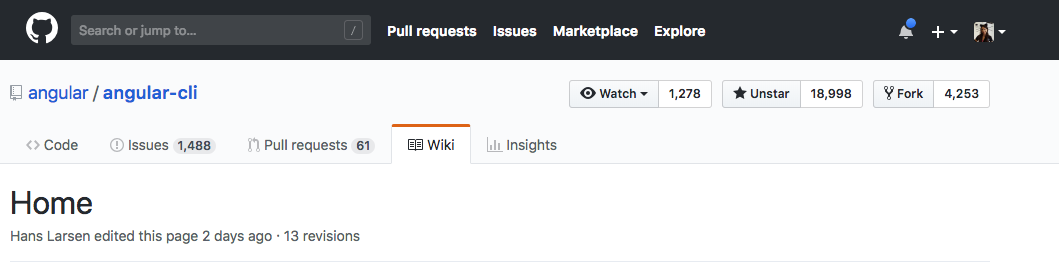 Search or jump to... / Pull requests Issues Marketplace Explore
angular / angular-cli Watch 1,278 Unstar 18,998 Fork 4,253
Code Issues 1,488 Pull requests 61 Wiki Insights
Home
Hans Larsen edited this page 2 days ago · 13 revisions